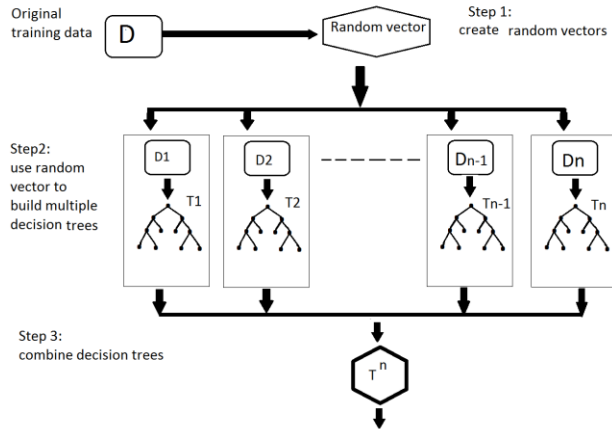 Original
training data
D
Random vector
Step 1:
create random vectors
Step2:
use random
vector to
build multiple
decision trees
D1
D2
Dn-1
Dn
T1
T2
Tn-1
Tn
Step 3:
combine decision trees
T^n